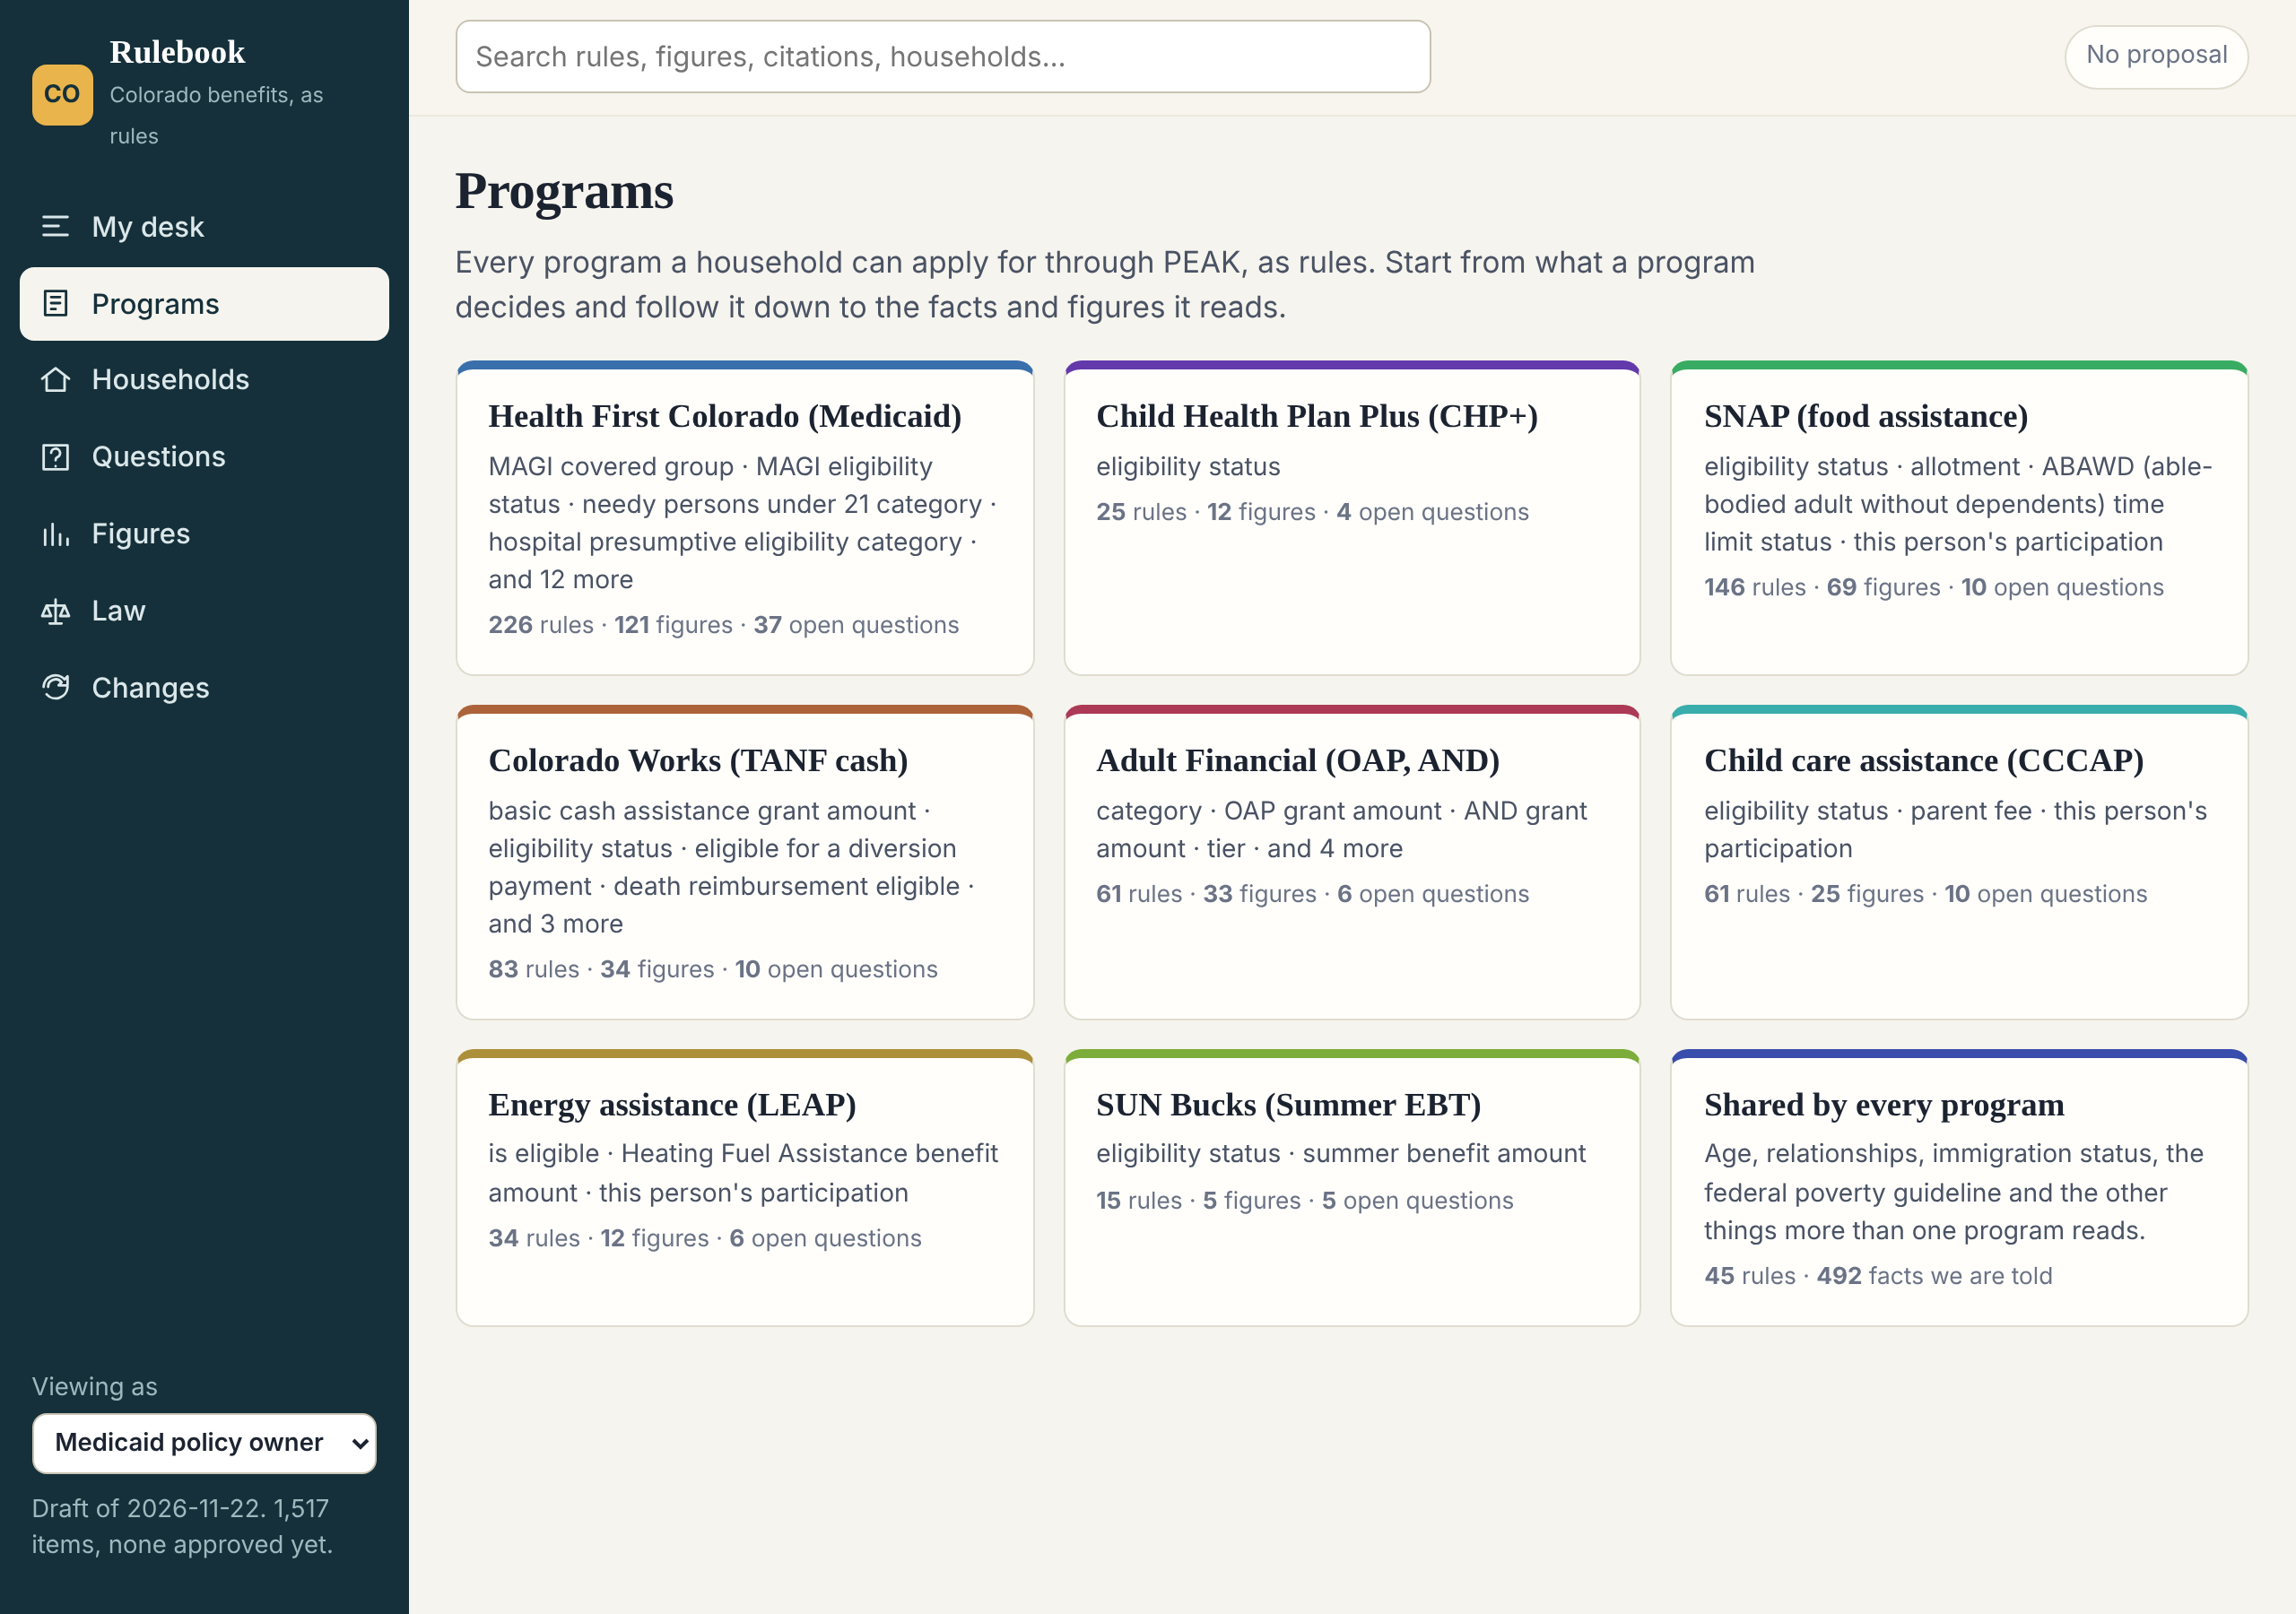 CO
Rulebook
Colorado benefits, as
rules
My desk
Programs
Households
Questions
Figures
Law
Changes
Viewing as
Medicaid policy owner
Draft of 2026-11-22. 1,517
items, none approved yet.
Search rules, figures, citations, households...
No proposal
Programs
Every program a household can apply for through PEAK, as rules. Start from what a program
decides and follow it down to the facts and figures it reads.
Health First Colorado (Medicaid)
MAGI covered group · MAGI eligibility
status · needy persons under 21 category ·
hospital presumptive eligibility category ·
and 12 more
226 rules · 121 figures · 37 open questions
Child Health Plan Plus (CHP+)
eligibility status
25 rules · 12 figures · 4 open questions
SNAP (food assistance)
eligibility status · allotment · ABAWD (able-
bodied adult without dependents) time
limit status · this person's participation
146 rules · 69 figures · 10 open questions
Colorado Works (TANF cash)
basic cash assistance grant amount ·
eligibility status · eligible for a diversion
payment · death reimbursement eligible ·
and 3 more
83 rules · 34 figures · 10 open questions
Adult Financial (OAP, AND)
category · OAP grant amount · AND grant
amount · tier · and 4 more
61 rules · 33 figures · 6 open questions
Child care assistance (CCCAP)
eligibility status · parent fee · this person's
participation
61 rules · 25 figures · 10 open questions
Energy assistance (LEAP)
is eligible · Heating Fuel Assistance benefit
amount · this person's participation
34 rules · 12 figures · 6 open questions
SUN Bucks (Summer EBT)
eligibility status · summer benefit amount
15 rules · 5 figures · 5 open questions
Shared by every program
Age, relationships, immigration status, the
federal poverty guideline and the other
things more than one program reads.
45 rules · 492 facts we are told